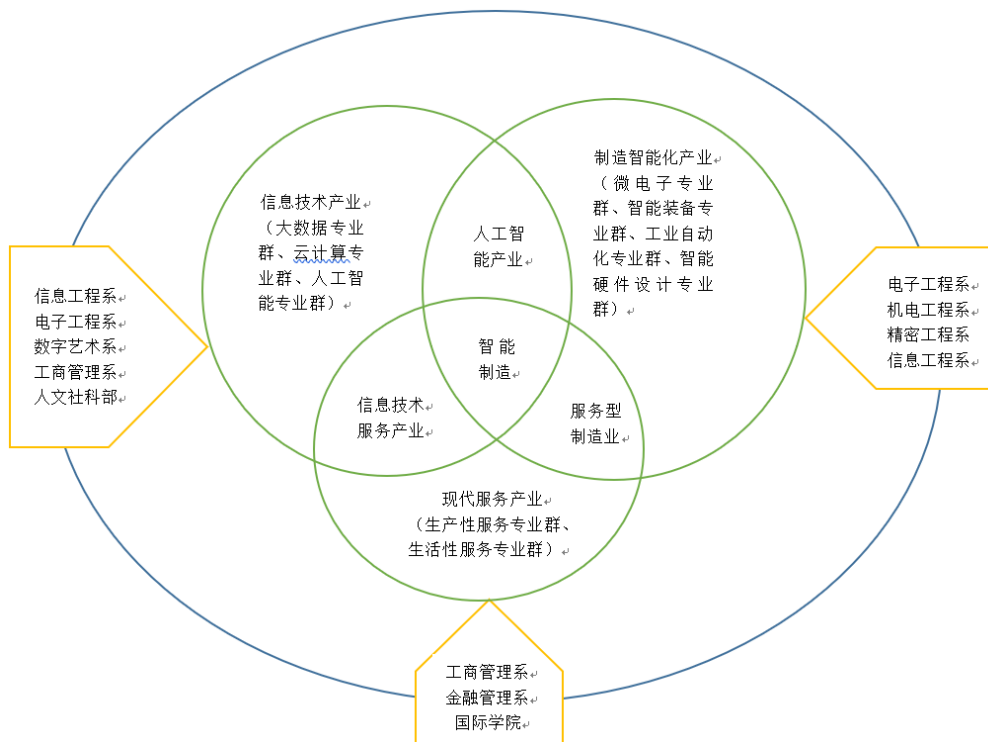 信息技术产业
（大数据专业
群、云计算专
业群、人工智
能专业群）
人工智
能产业
制造智能化产业
（微电子专业
群、智能装备专
业群、工业自动
化专业群、智能
硬件设计专业
群）
信息工程系
电子工程系
数字艺术系
工商管理系
人文社科部
电子工程系
机电工程系
精密工程系
信息工程系
智能
制造
信息技术
服务产业
服务型
制造业
现代服务产业
（生产性服务专业群、
生活性服务专业群）
工商管理系
金融管理系
国际学院